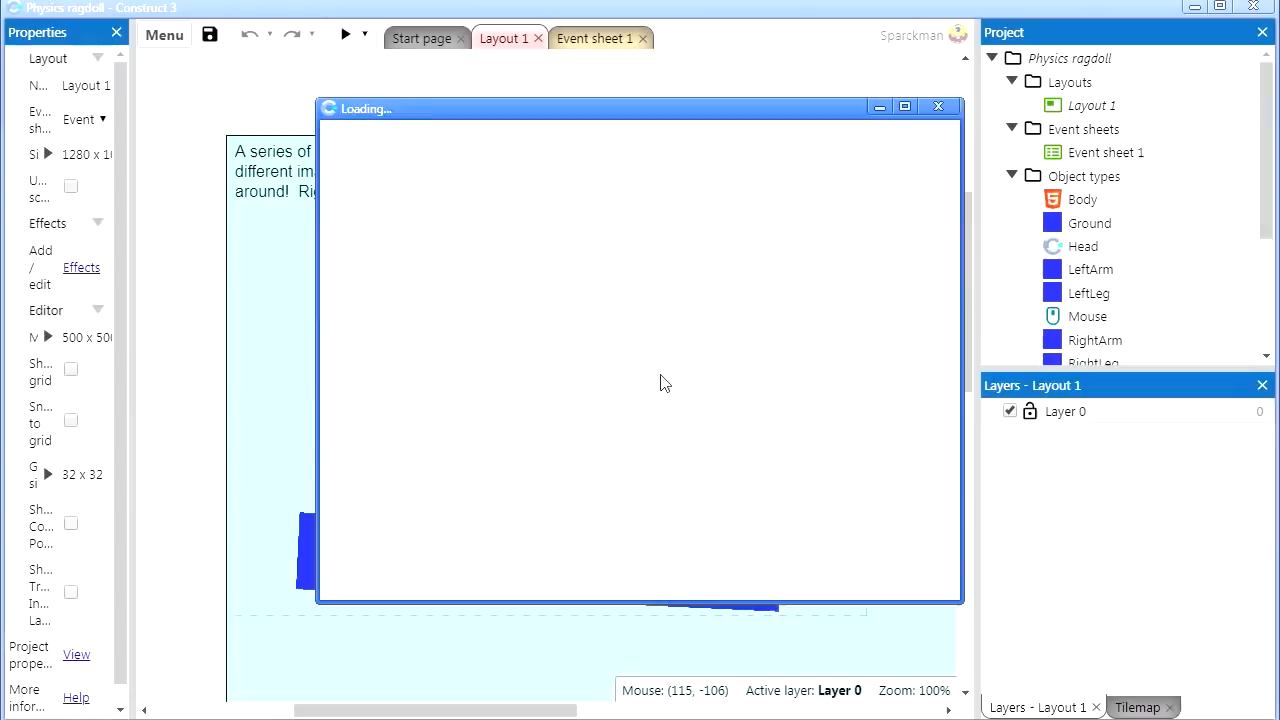 Physics ragdoll - Construct 3
Properties
Menu
Start page
Layout 1
Event sheet 1
Sparckman
Project
Layout
N... Layout 1
Ev...
sh...
Event
Si 1280 x 10
U...
sc...
Effects
Add
/
edit
Effects
Editor
M 500 x 500
Sh...
grid
Sn...
to
grid
G
si
32 x 32
Sh...
Co...
Po...
Sh...
Tr...
In...
La...
Project
prope...
View
More
infor...
Help
Loading...
A series of
different im
around! Rig
Mouse: (115, -106) Active layer: Layer 0 Zoom: 100%
Physics ragdoll
Layouts
Layout 1
Event sheets
Event sheet 1
Object types
Body
Ground
Head
LeftArm
LeftLeg
Mouse
RightArm
RightLeg
Layers - Layout 1
Layer 0 0
Layers - Layout 1
Tilemap